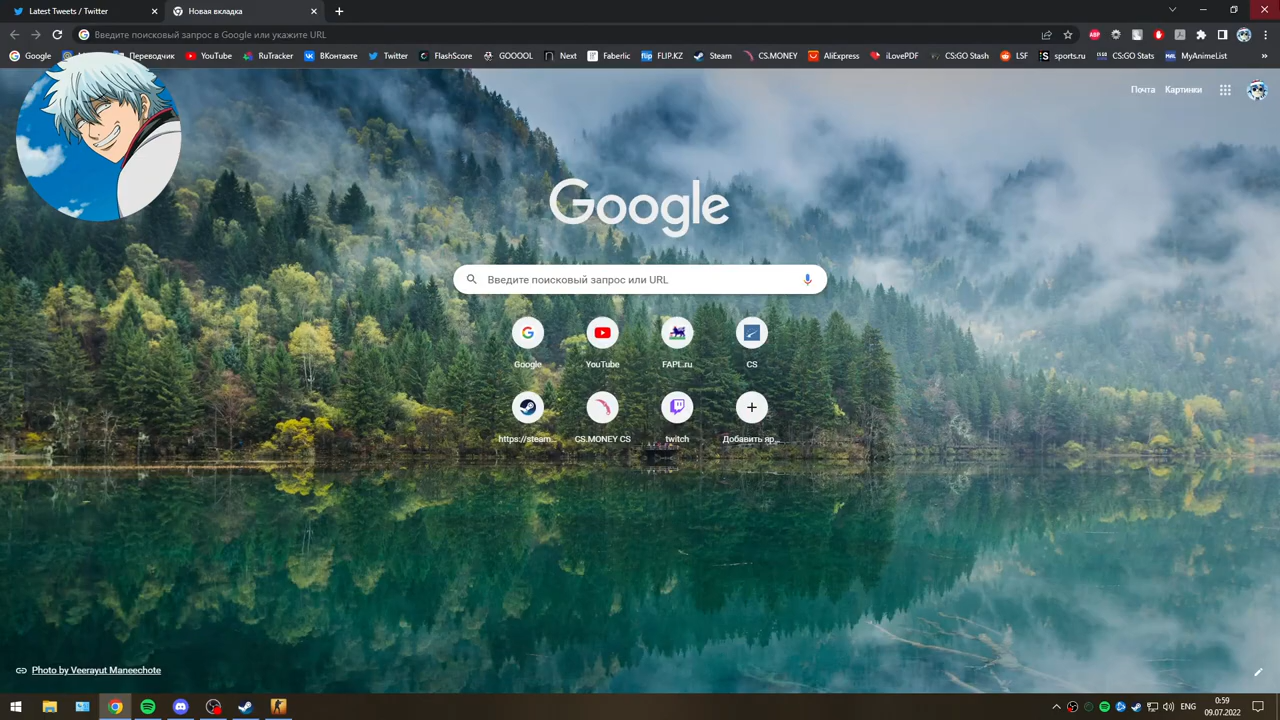 Latest Tweets / Twitter
Новая вкладка
Введите поисковый запрос в Google или укажите URL
Google
Переводчик
YouTube
RuTracker
ВКонтакте
Twitter
FlashScore
GOOOOL
Next
Faberlic
FLIP.KZ
Steam
CS.MONEY
AliExpress
iLovePDF
CS:GO Stash
LSF
sports.ru
CS:GO Stats
MyAnimeList
Почта Картинки
Google
Введите поисковый запрос или URL
Google
YouTube
FAPL.ru
CS
https://steam...
CS.MONEY CS
twitch
Добавить яр...
Photo by Veerayut Maneechote
ENG
0:59
09.07.2022